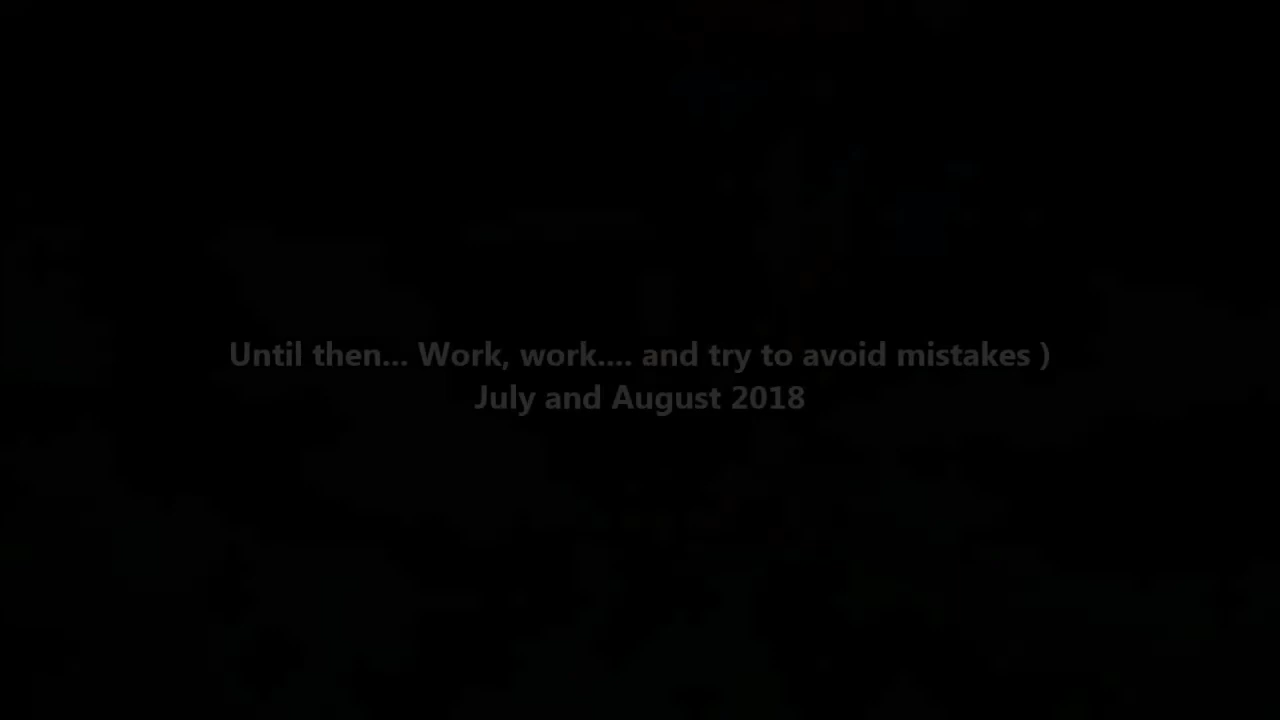 Until then... Work, work.... and try to avoid mistakes )
July and August 2018